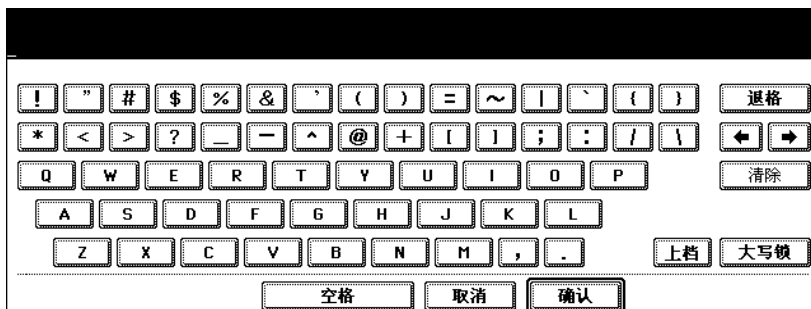 _
! " # $ % & ' ( ) = ~ | ` { } 退格
* < > ? _ - ^ @ + [ ] ; : / \ ← →
Q W E R T Y U I O P 清除
A S D F G H J K L
Z X C V B N M , . 上档 大写锁
空格 取消 确认